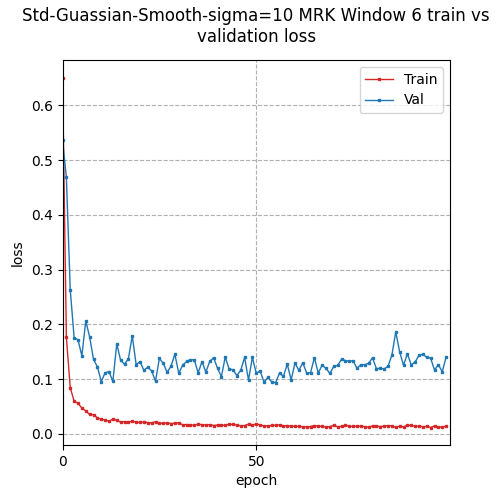 Std-Guassian-Smooth-sigma=10 MRK Window 6 train vs
validation loss
Train
Val
0.6
0.5
0.4
0.3
0.2
0.1
0.0
loss
0
50
epoch